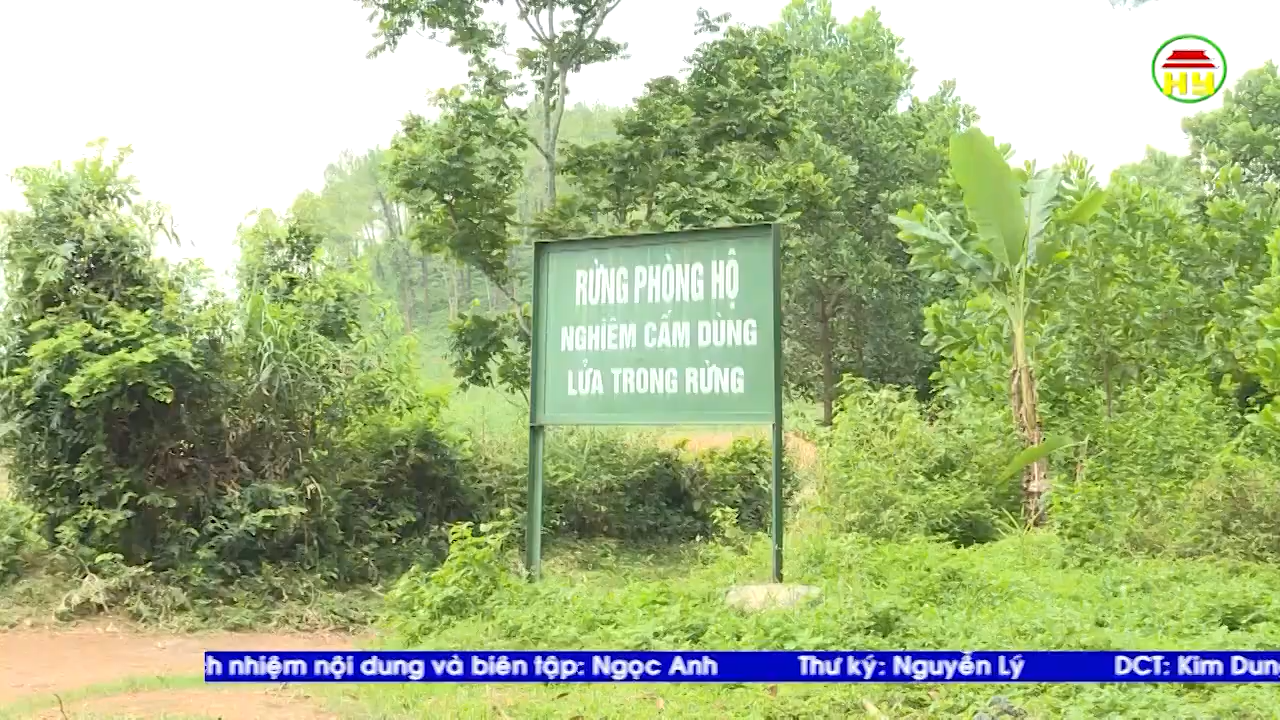 HY
RỪNG PHÒNG HỘ
NGHIÊM CẤM DÙNG
LỬA TRONG RỪNG
h nhiệm nội dung và biên tập: Ngọc Anh Thư ký: Nguyễn Lý DCT: Kim Dun